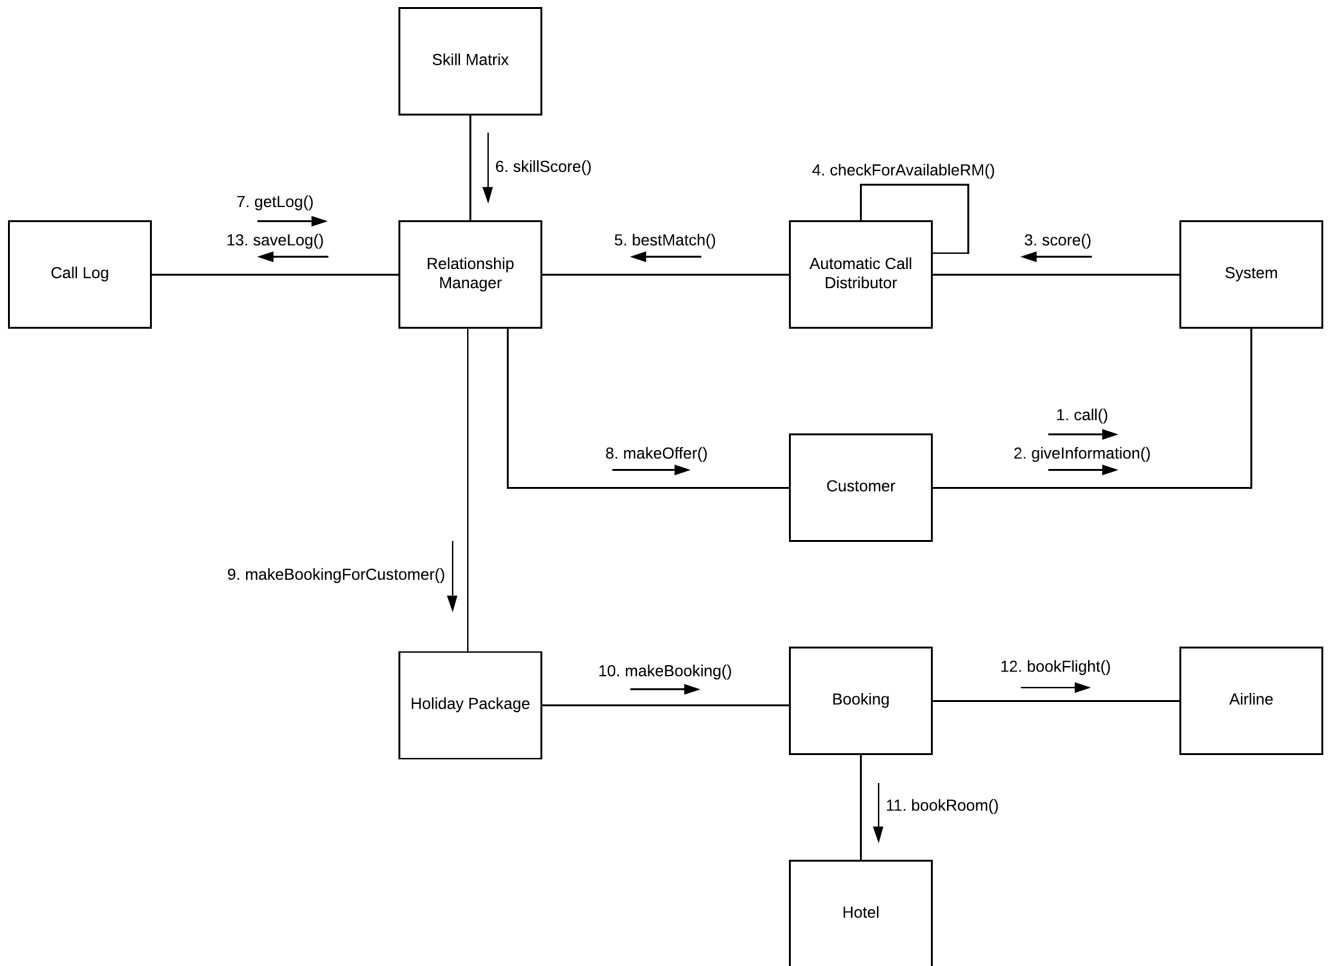 Skill Matrix
6. skillScore()
4. checkForAvailableRM()
7. getLog()
13. saveLog()
5. bestMatch()
3. score()
Call Log
Relationship
Manager
Automatic Call
Distributor
System
1. call()
8. makeOffer()
2. giveInformation()
Customer
9. makeBookingForCustomer()
10. makeBooking()
12. bookFlight()
Holiday Package
Booking
Airline
11. bookRoom()
Hotel